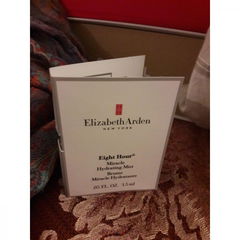 Elizabeth Arden
NEW YORK
Eight Hour®
Miracle
Hydrating Mist
Brume
Miracle Hydratante
.05 FL. OZ. 1.5 ml